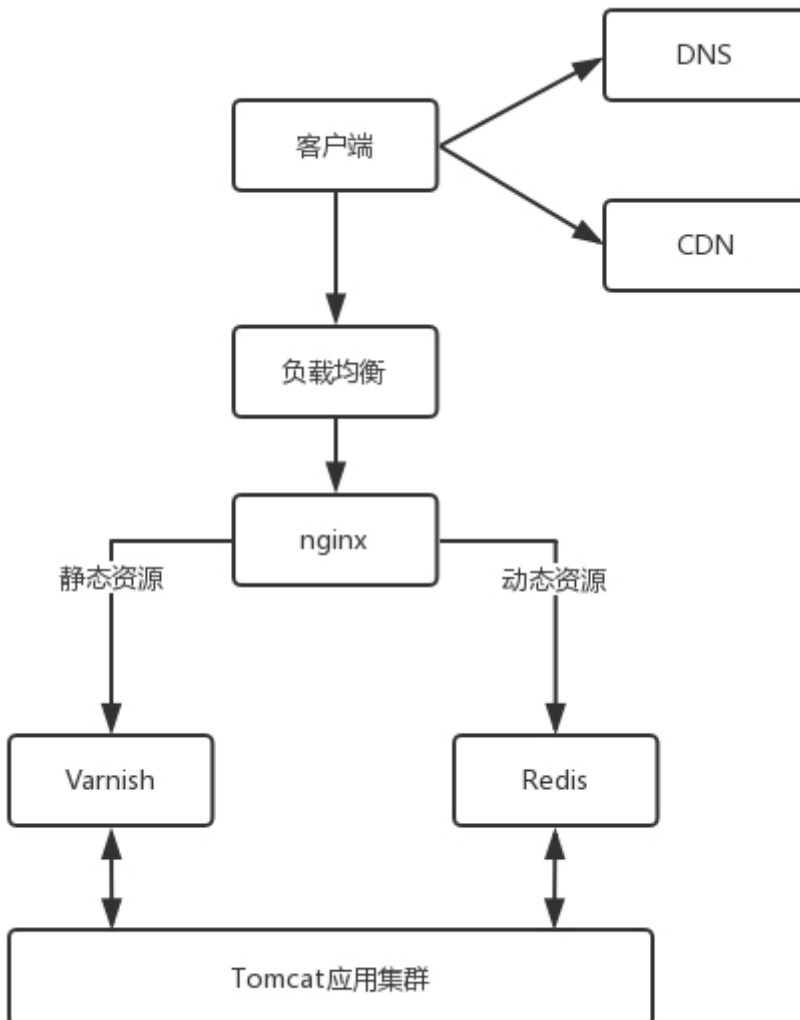 DNS
客户端
CDN
负载均衡
nginx
静态资源
动态资源
Varnish
Redis
Tomcat应用集群